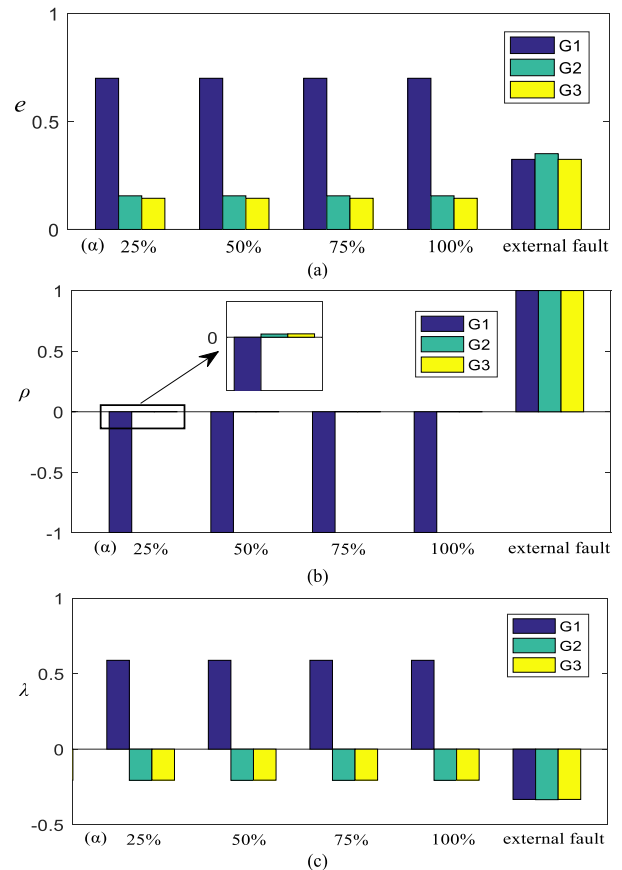 1
G1
G2
e
0.5
G3
0
(α) 25% 50% 75% 100% external fault
(a)
1
G1
0
G2
0.5
G3
ρ
0
-0.5
-1
(α) 25% 50% 75% 100% external fault
(b)
1
G1
G2
0.5
G3
λ
0
-0.5
(α) 25% 50% 75% 100% external fault
(c)